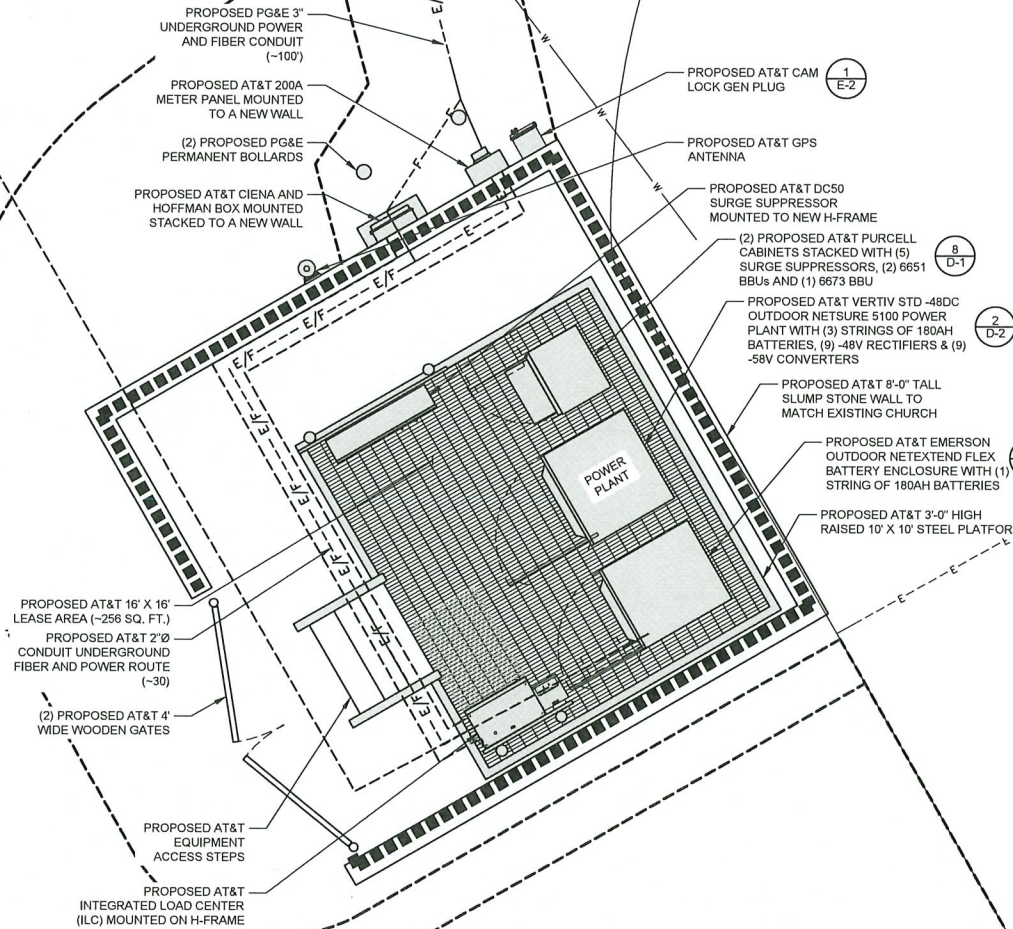 PROPOSED PG&E 3"
UNDERGROUND POWER
AND FIBER CONDUIT
(~100')
PROPOSED AT&T 200A
METER PANEL MOUNTED
TO A NEW WALL
(2) PROPOSED PG&E
PERMANENT BOLLARDS
PROPOSED AT&T CIENA AND
HOFFMAN BOX MOUNTED
STACKED TO A NEW WALL
PROPOSED AT&T CAM
LOCK GEN PLUG
1
E-2
PROPOSED AT&T GPS
ANTENNA
PROPOSED AT&T DC50
SURGE SUPPRESSOR
MOUNTED TO NEW H-FRAME
(2) PROPOSED AT&T PURCELL
CABINETS STACKED WITH (5)
SURGE SUPPRESSORS, (2) 6651
BBUs AND (1) 6673 BBU
8
D-1
PROPOSED AT&T VERTIV STD -48DC
OUTDOOR NETSURE 5100 POWER
PLANT WITH (3) STRINGS OF 180AH
BATTERIES, (9) -48V RECTIFIERS & (9)
-58V CONVERTERS
2
D-2
PROPOSED AT&T 8'-0" TALL
SLUMP STONE WALL TO
MATCH EXISTING CHURCH
PROPOSED AT&T EMERSON
OUTDOOR NETEXTEND FLEX
BATTERY ENCLOSURE WITH (1)
STRING OF 180AH BATTERIES
PROPOSED AT&T 3'-0" HIGH
RAISED 10' X 10' STEEL PLATFOR
E/
F
W
W
W
W
E
E
E/F
E/F
E/F
E/F
E/F
E/F
E/F
E/F
POWER
PLANT
E
E
PROPOSED AT&T 16' X 16'
LEASE AREA (~256 SQ. FT.)
PROPOSED AT&T 2"Ø
CONDUIT UNDERGROUND
FIBER AND POWER ROUTE
(~30)
(2) PROPOSED AT&T 4'
WIDE WOODEN GATES
PROPOSED AT&T
EQUIPMENT
ACCESS STEPS
PROPOSED AT&T
INTEGRATED LOAD CENTER
(ILC) MOUNTED ON H-FRAME